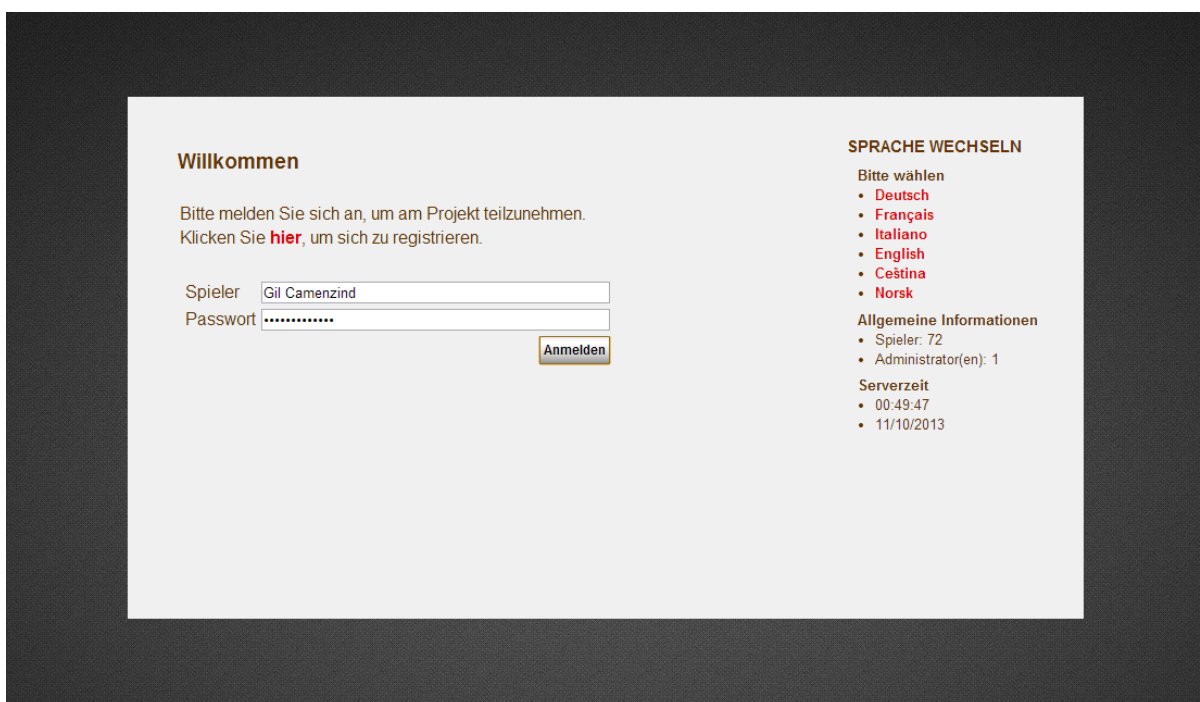 Willkommen
Bitte melden Sie sich an, um am Projekt teilzunehmen.
Klicken Sie hier, um sich zu registrieren.
Spieler Gil Camenzind
Passwort •••••••••••••
Anmelden
SPRACHE WECHSELN
Bitte wählen
• Deutsch
• Français
• Italiano
• English
• Ceština
• Norsk
Allgemeine Informationen
• Spieler: 72
• Administrator(en): 1
Serverzeit
• 00:49:47
• 11/10/2013